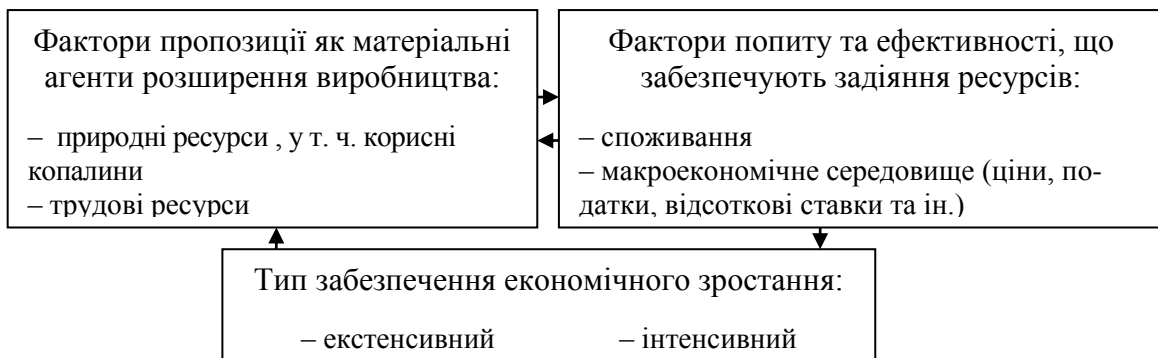 Фактори пропозиції як матеріальні
агенти розширення виробництва:
– природні ресурси , у т. ч. корисні
копалини
– трудові ресурси
Фактори попиту та ефективності, що
забезпечують задіяння ресурсів:
– споживання
– макроекономічне середовище (ціни, по-
датки, відсоткові ставки та ін.)
Тип забезпечення економічного зростання:
– екстенсивний – інтенсивний